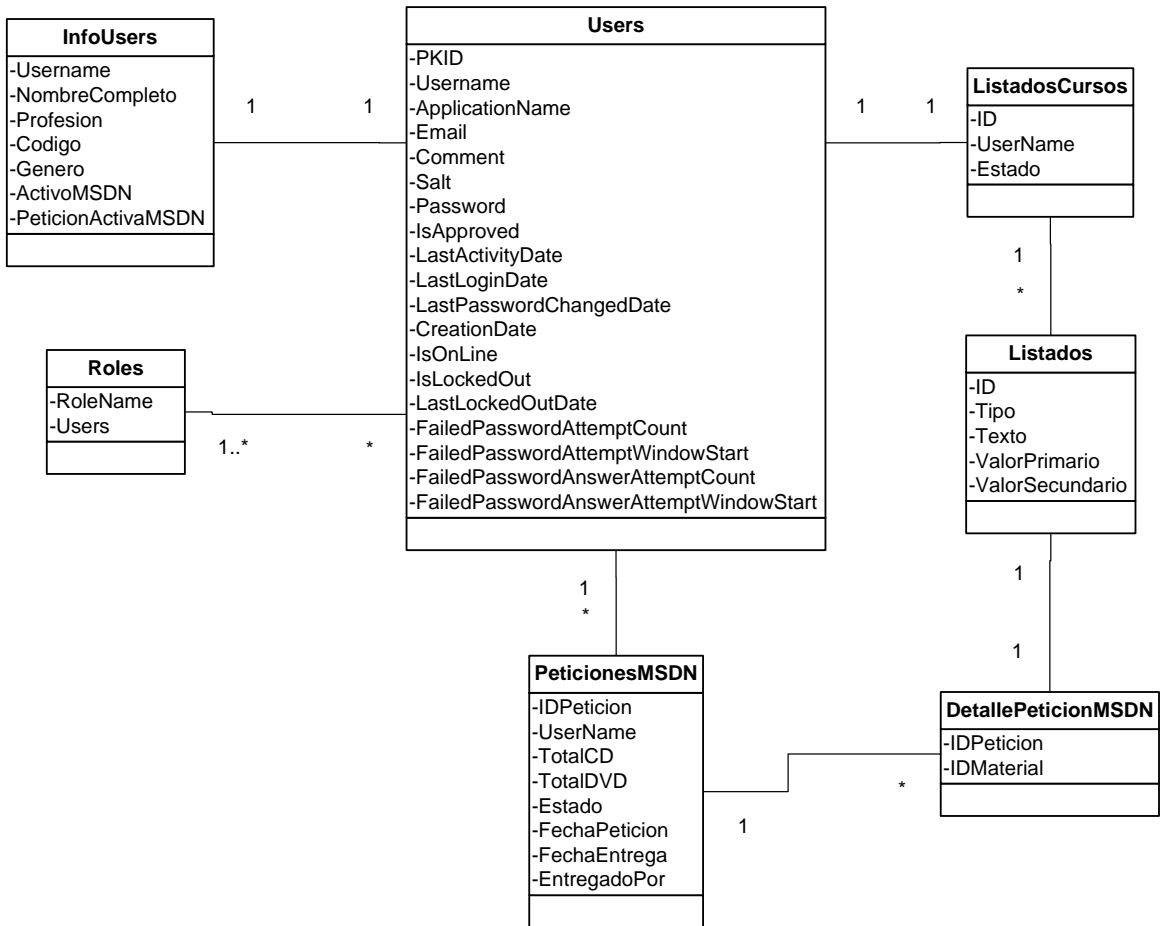 InfoUsers
-Username
-NombreCompleto
-Profesion
-Codigo
-Genero
-ActivoMSDN
-PeticionActivaMSDN
1
1
Users
-PKID
-Username
-ApplicationName
-Email
-Comment
-Salt
-Password
-IsApproved
-LastActivityDate
-LastLoginDate
-LastPasswordChangedDate
-CreationDate
-IsOnLine
-IsLockedOut
-LastLockedOutDate
-FailedPasswordAttemptCount
-FailedPasswordAttemptWindowStart
-FailedPasswordAnswerAttemptCount
-FailedPasswordAnswerAttemptWindowStart
1
1
ListadosCursos
-ID
-UserName
-Estado
1
*
Roles
-RoleName
-Users
1..*
*
Listados
-ID
-Tipo
-Texto
-ValorPrimario
-ValorSecundario
1
1
1
*
PeticionesMSDN
-IDPeticion
-UserName
-TotalCD
-TotalDVD
-Estado
-FechaPeticion
-FechaEntrega
-EntregadoPor
1
*
DetallePeticionMSDN
-IDPeticion
-IDMaterial